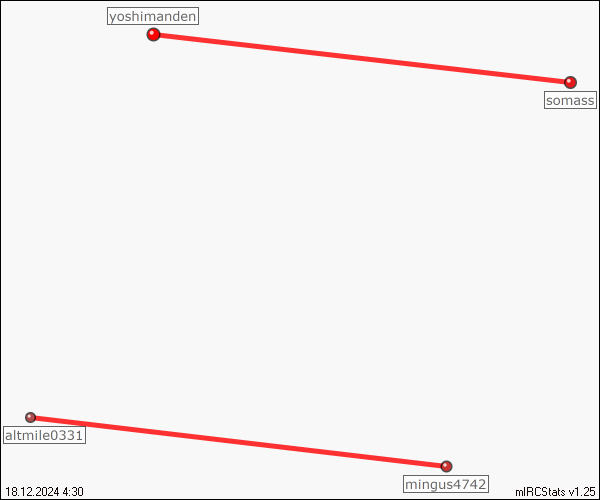 yoshimanden
somass
altmile0331
mingus4742
18.12.2024 4:30
mIRCStats v1.25